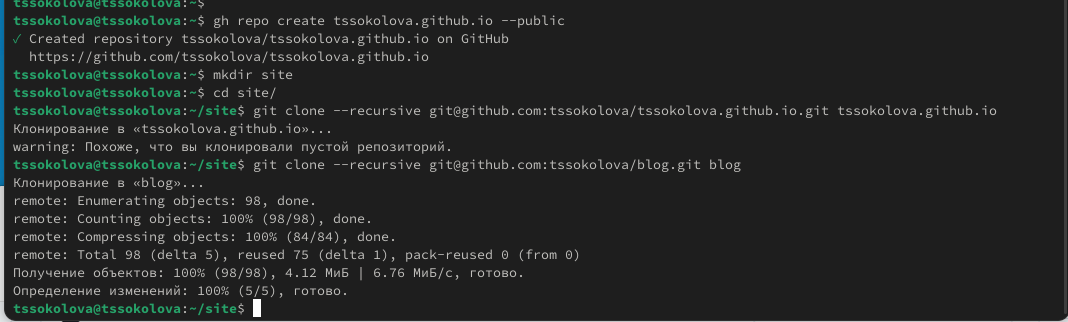 tssokolova@tssokolova:~$
tssokolova@tssokolova:~$ gh repo create tssokolova.github.io --public
✓ Created repository tssokolova/tssokolova.github.io on GitHub
  https://github.com/tssokolova/tssokolova.github.io
tssokolova@tssokolova:~$ mkdir site
tssokolova@tssokolova:~$ cd site/
tssokolova@tssokolova:~/site$ git clone --recursive git@github.com:tssokolova/tssokolova.github.io.git tssokolova.github.io
Клонирование в «tssokolova.github.io»...
warning: Похоже, что вы клонировали пустой репозиторий.
tssokolova@tssokolova:~/site$ git clone --recursive git@github.com:tssokolova/blog.git blog
Клонирование в «blog»...
remote: Enumerating objects: 98, done.
remote: Counting objects: 100% (98/98), done.
remote: Compressing objects: 100% (84/84), done.
remote: Total 98 (delta 5), reused 75 (delta 1), pack-reused 0 (from 0)
Получение объектов: 100% (98/98), 4.12 МиБ | 6.76 МиБ/с, готово.
Определение изменений: 100% (5/5), готово.
tssokolova@tssokolova:~/site$